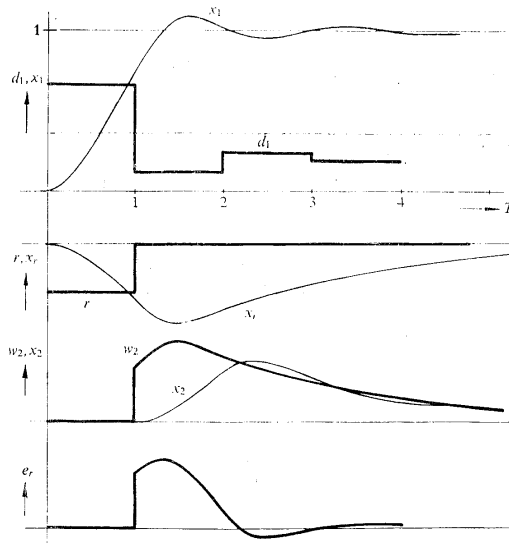 x₁
1
d₁, x₁
d₁
1 2 3 4 T
r, xᵣ
r
xᵣ
w₂, x₂
w₂
x₂
eᵣ